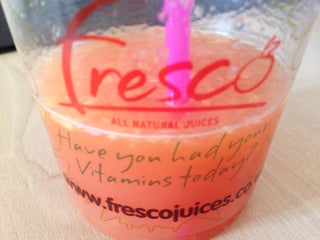 fresco
ALL NATURAL JUICES
Have you had your
Vitamins today?
www.frescojuices.co